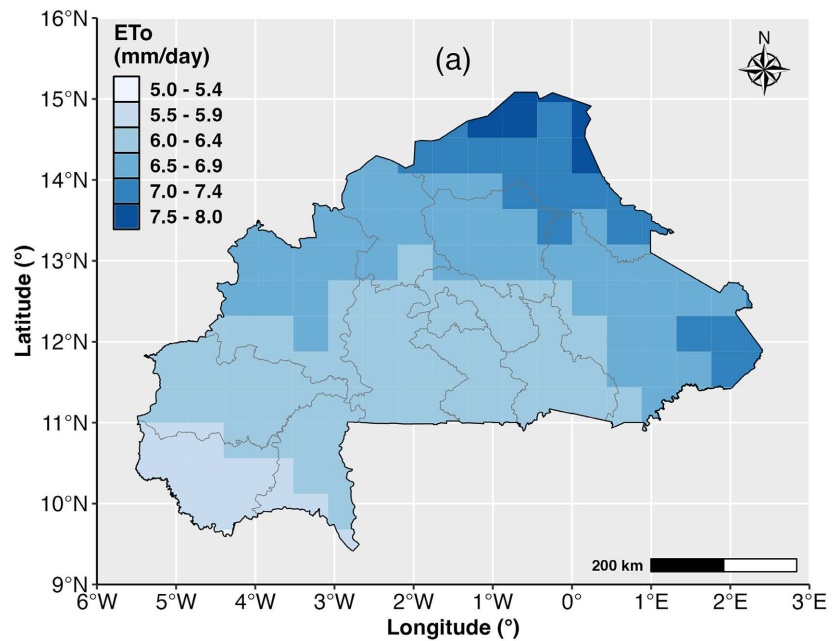 16°N
15°N
14°N
13°N
12°N
11°N
10°N
9°N
Latitude (°)
ETo
(mm/day)
5.0 - 5.4
5.5 - 5.9
6.0 - 6.4
6.5 - 6.9
7.0 - 7.4
7.5 - 8.0
(a)
N
200 km
6°W 5°W 4°W 3°W 2°W 1°W 0° 1°E 2°E 3°E
Longitude (°)